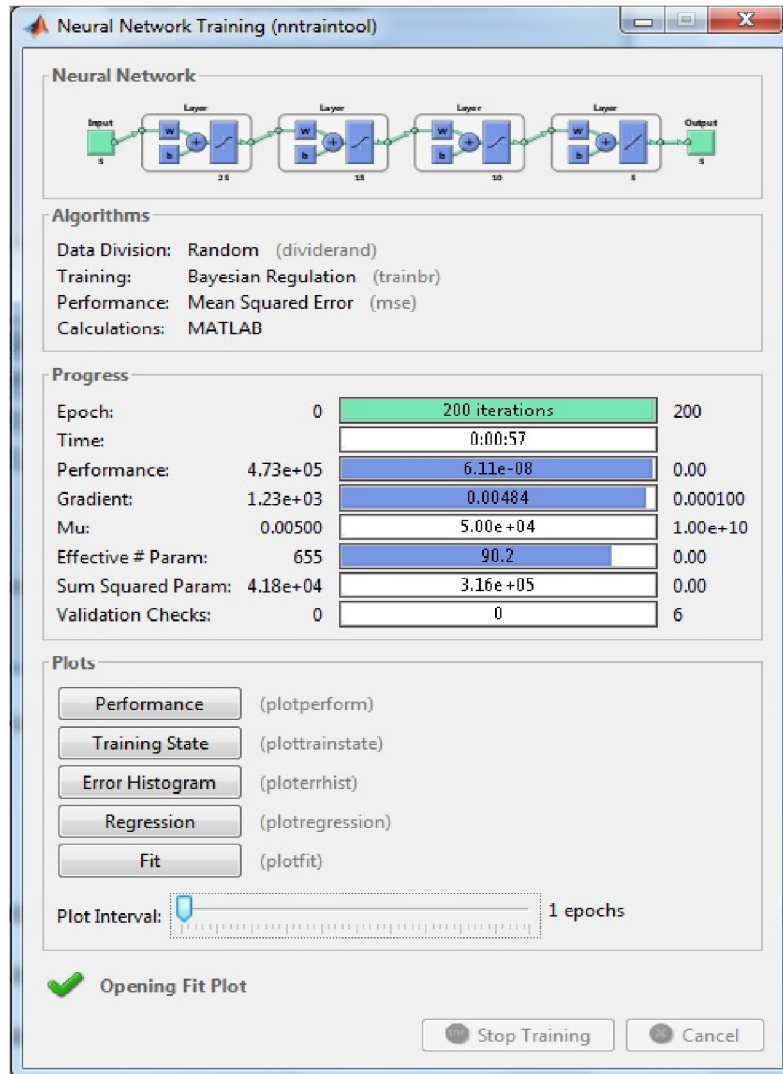 Neural Network Training (nntraintool)
Neural Network
Layer Layer Layer Layer
Input Output
W W W W
b b b b
+ + + +
25 15 10
Algorithms
Data Division: Random (dividerand)
Training: Bayesian Regulation (trainbr)
Performance: Mean Squared Error (mse)
Calculations: MATLAB
Progress
Epoch: 0 200 iterations 200
Time: 0:00:57
Performance: 4.73e+05 6.11e-08 0.00
Gradient: 1.23e+03 0.00484 0.000100
Mu: 0.00500 5.00e+04 1.00e+10
Effective # Param: 655 90.2 0.00
Sum Squared Param: 4.18e+04 3.16e+05 0.00
Validation Checks: 0 0 6
Plots
Performance (plotperform)
Training State (plottrainstate)
Error Histogram (ploterrhist)
Regression (plotregression)
Fit (plotfit)
Plot Interval: 1 epochs
Opening Fit Plot
Stop Training Cancel